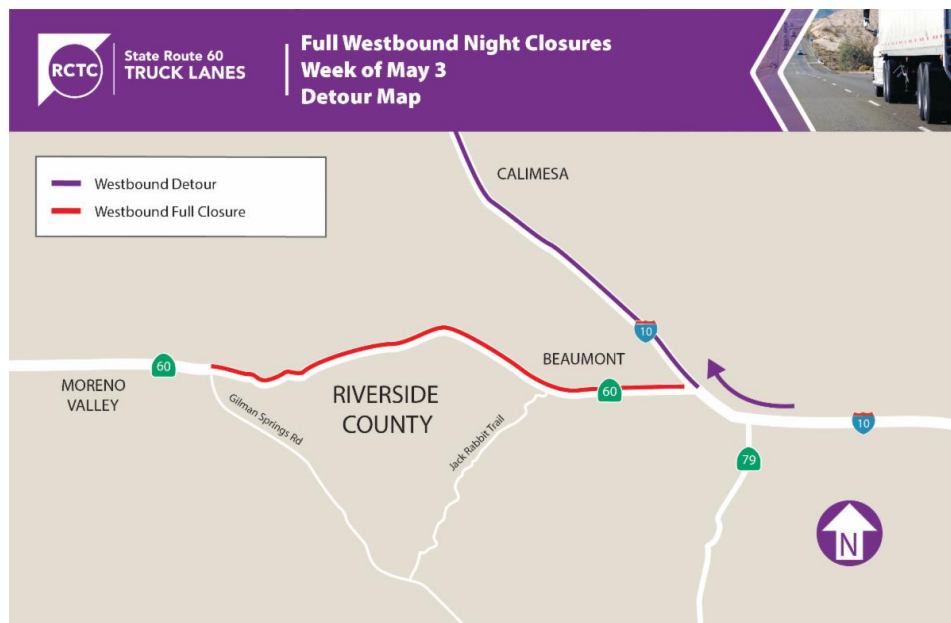 RCTC
State Route 60
TRUCK LANES
Full Westbound Night Closures
Week of May 3
Detour Map
Westbound Detour
Westbound Full Closure
CALIMESA
10
BEAUMONT
60
MORENO
VALLEY
RIVERSIDE
COUNTY
60
10
Gilman Springs Rd
Jack Rabbit Trail
79
N